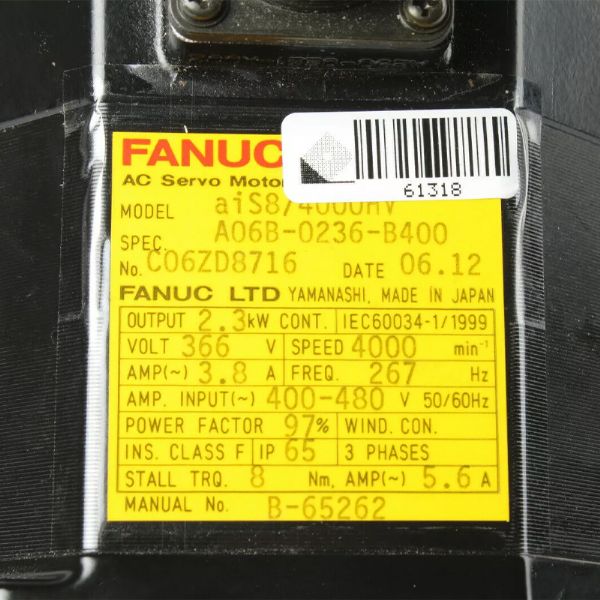 FANUC
61318
AC Servo Motor
MODEL aiS8/4000HV
SPEC. A06B-0236-B400
No. C06ZD8716 DATE 06.12
FANUC LTD YAMANASHI, MADE IN JAPAN
OUTPUT 2.3 kW CONT. IEC60034-1/1999
VOLT 366 V SPEED 4000 min⁻¹
AMP(~) 3.8 A FREQ. 267 Hz
AMP. INPUT(~) 400-480 V 50/60Hz
POWER FACTOR 97% WIND. CON.
INS. CLASS F IP 65 3 PHASES
STALL TRQ. 8 Nm, AMP(~) 5.6 A
MANUAL No. B-65262